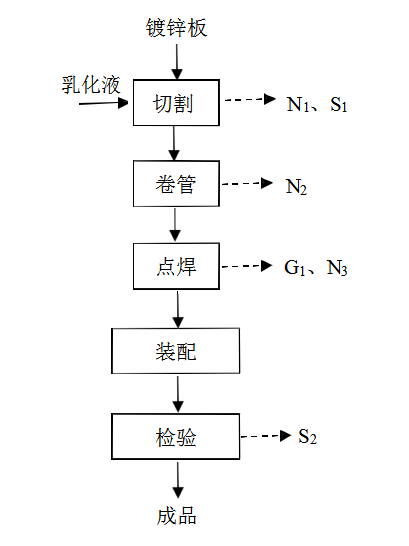 镀锌板
乳化液
切割
N₁、S₁
卷管
N₂
点焊
G₁、N₃
装配
检验
S₂
成品